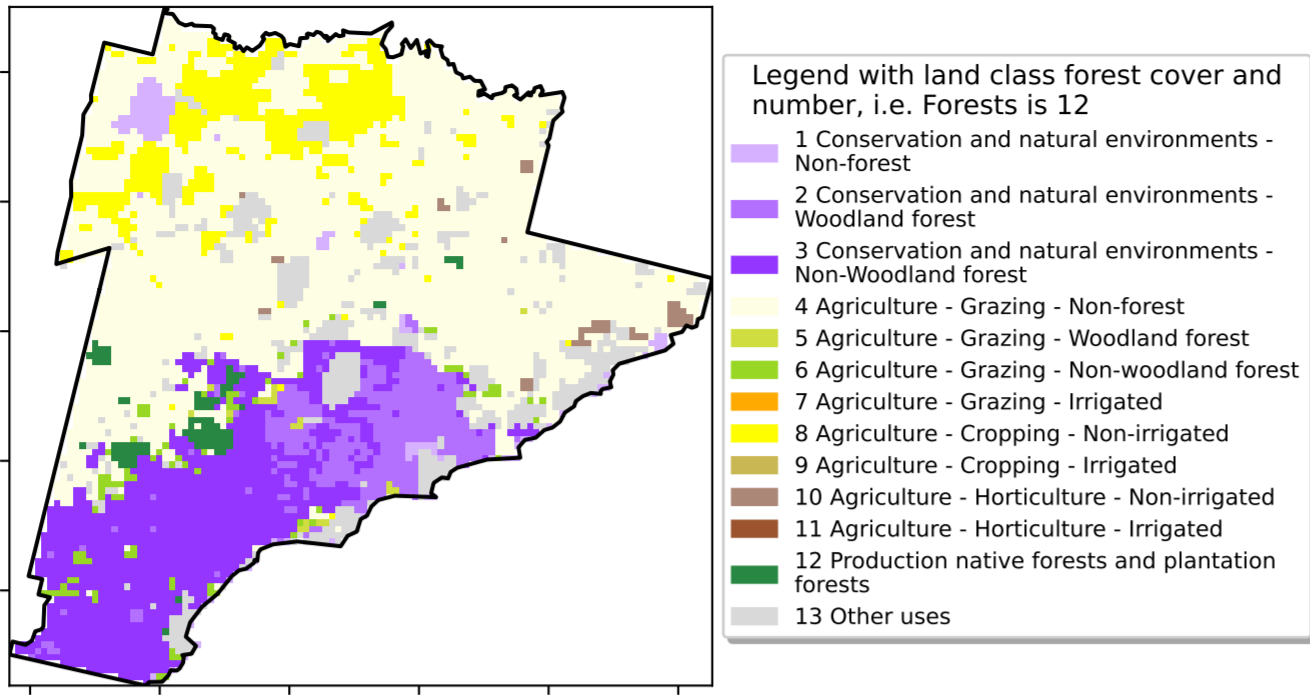 Legend with land class forest cover and
number, i.e. Forests is 12
1 Conservation and natural environments -
Non-forest
2 Conservation and natural environments -
Woodland forest
3 Conservation and natural environments -
Non-Woodland forest
4 Agriculture - Grazing - Non-forest
5 Agriculture - Grazing - Woodland forest
6 Agriculture - Grazing - Non-woodland forest
7 Agriculture - Grazing - Irrigated
8 Agriculture - Cropping - Non-irrigated
9 Agriculture - Cropping - Irrigated
10 Agriculture - Horticulture - Non-irrigated
11 Agriculture - Horticulture - Irrigated
12 Production native forests and plantation
forests
13 Other uses